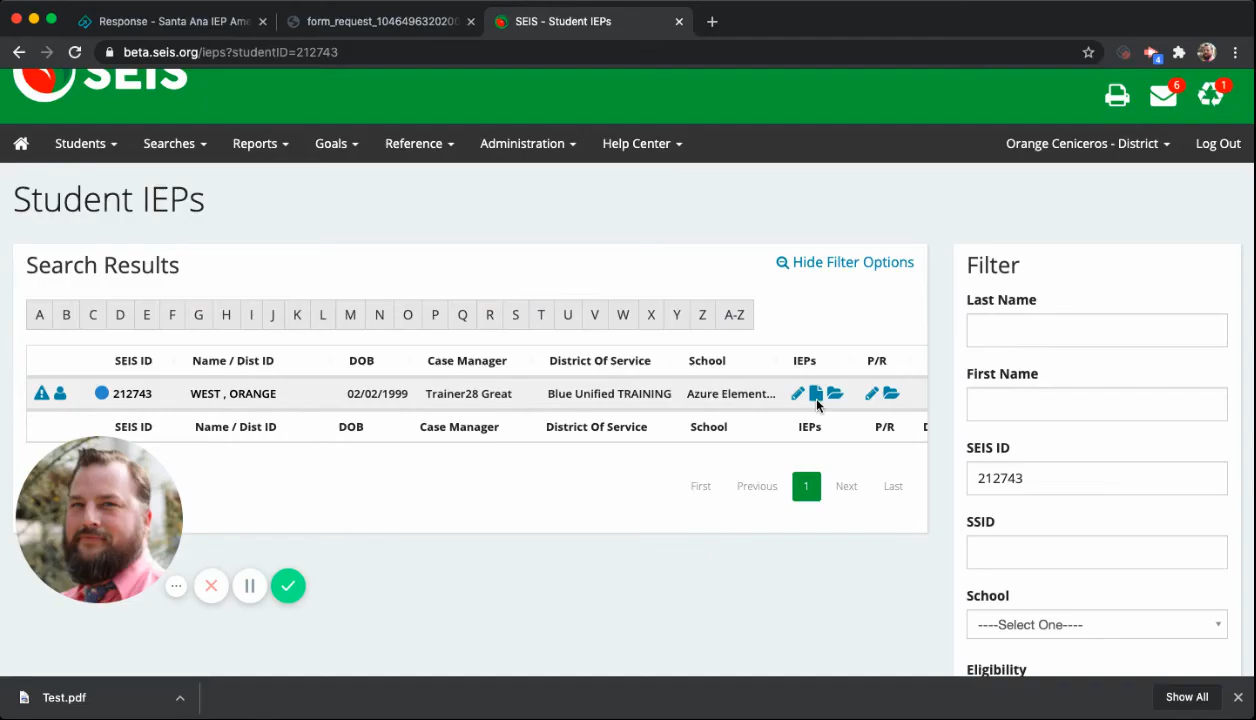 Response - Santa Ana IEP Ame
form_request_1046496320200
SEIS - Student IEPs
beta.seis.org/ieps?studentID=212743
4
SEIS
6
1
Students
Searches
Reports
Goals
Reference
Administration
Help Center
Orange Ceniceros - District
Log Out
Student IEPs
Search Results
Hide Filter Options
A B C D E F G H I J K L M N O P Q R S T U V W X Y Z A-Z
SEIS ID Name / Dist ID DOB Case Manager District Of Service School IEPs P/R
212743 WEST , ORANGE 02/02/1999 Trainer28 Great Blue Unified TRAINING Azure Element...
SEIS ID Name / Dist ID DOB Case Manager District Of Service School IEPs P/R
First Previous 1 Next Last
Filter
Last Name
First Name
SEIS ID
212743
SSID
School
----Select One----
Eligibility
Test.pdf
Show All